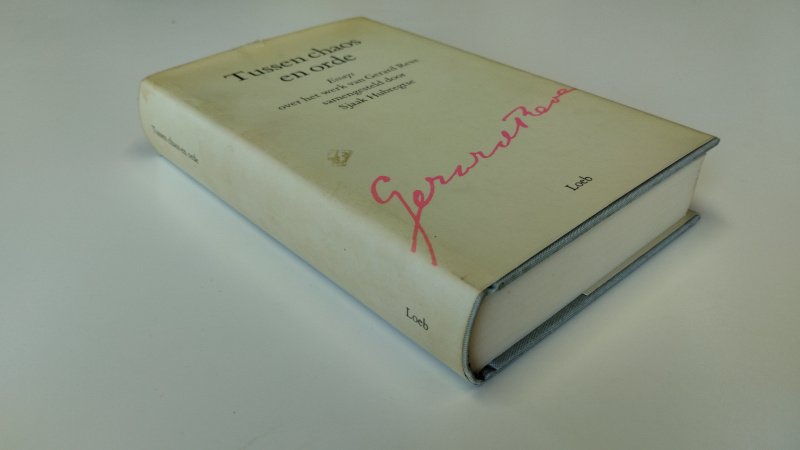 Tussen chaos
en orde
Essays
over het werk van Gerard Reve
samengesteld door
Sjaak Hubregtse
Gerard Reve
Loeb
Tussen chaos en orde
Loeb